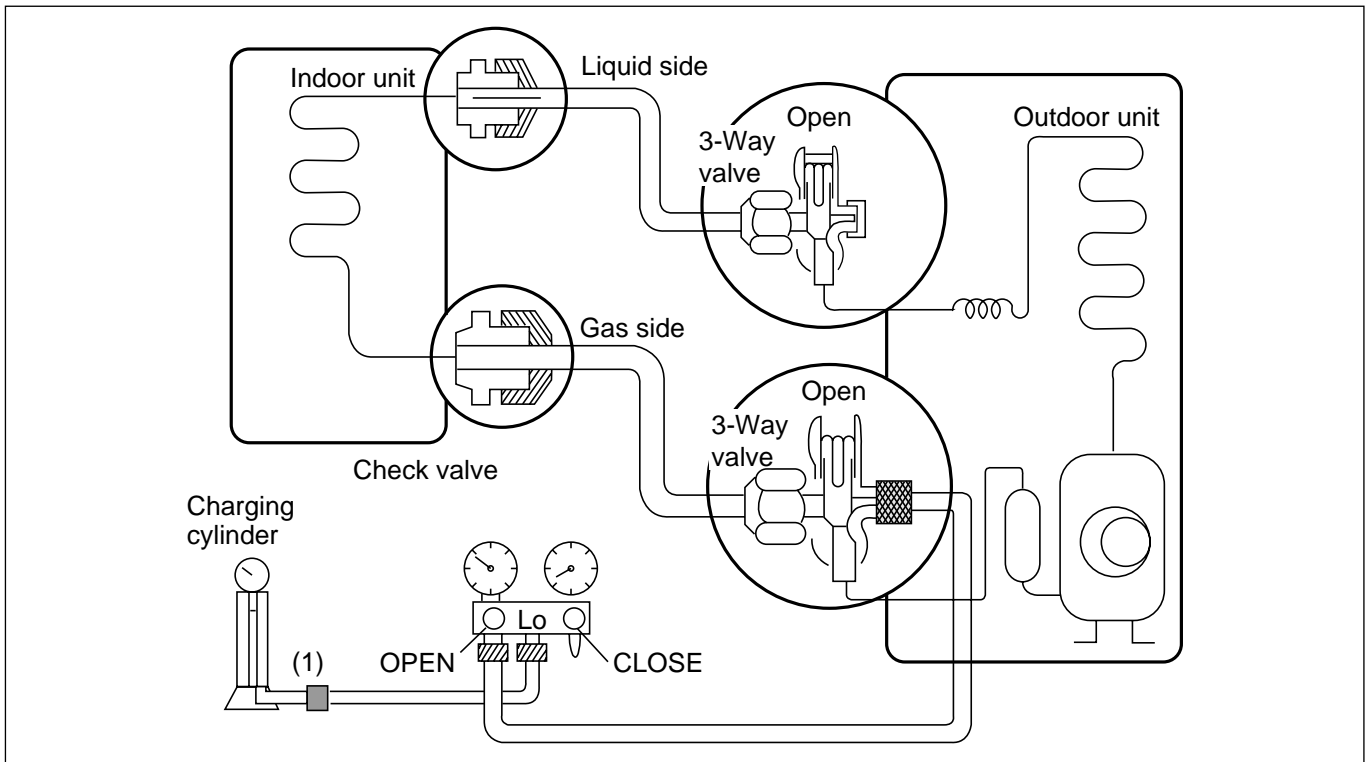 Indoor unit
Liquid side
Open
3-Way
valve
Outdoor unit
Gas side
Open
3-Way
valve
Check valve
Charging
cylinder
Lo
(1)
OPEN
CLOSE